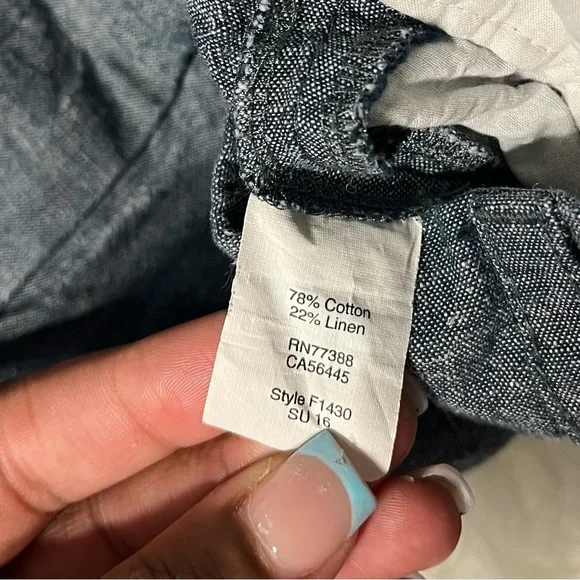 78% Cotton
22% Linen
RN77388
CA56445
Style F1430
SU 16